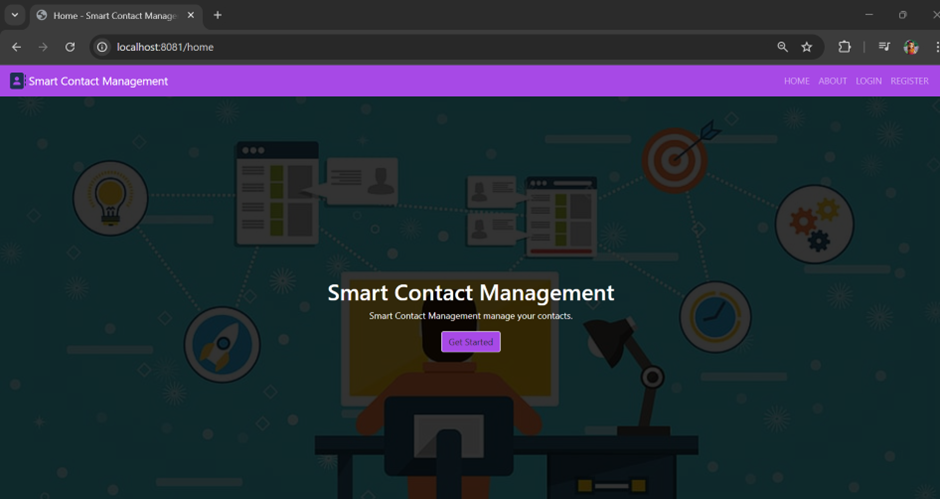 Home - Smart Contact Manage
localhost:8081/home
Smart Contact Management
HOME ABOUT LOGIN REGISTER
Smart Contact Management
Smart Contact Management manage your contacts.
Get Started